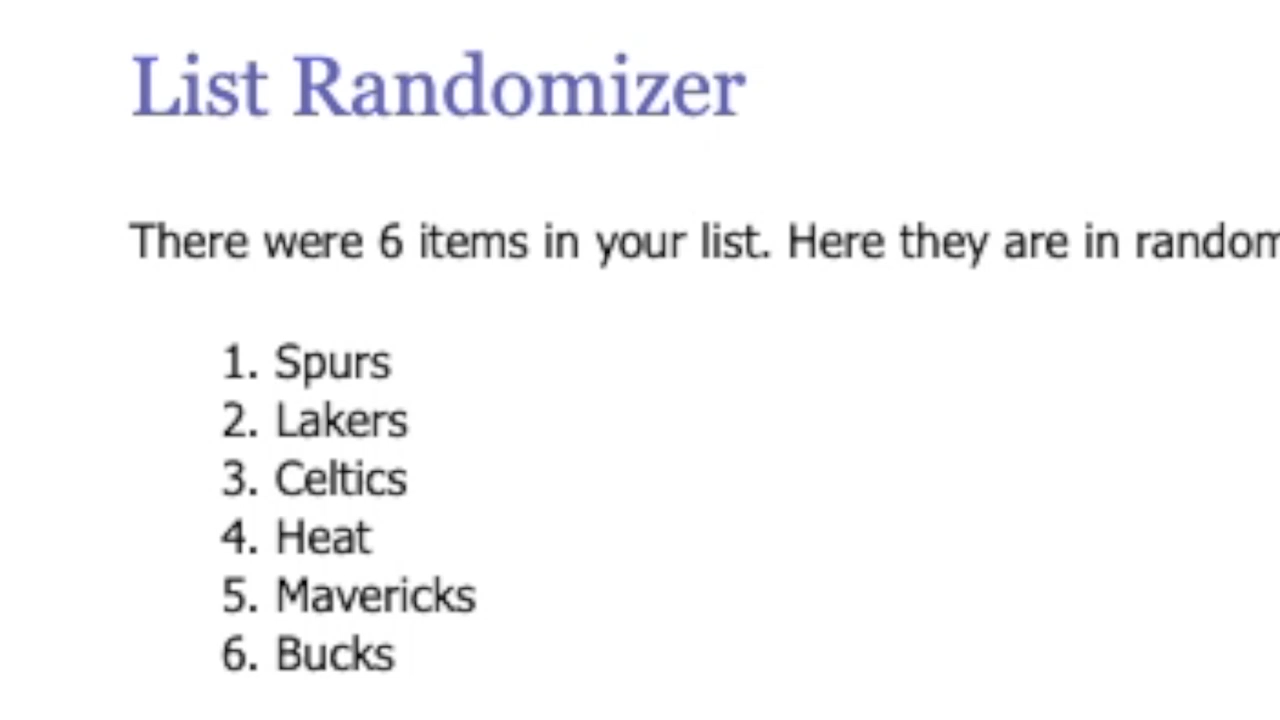 List Randomizer
There were 6 items in your list. Here they are in random
1. Spurs
2. Lakers
3. Celtics
4. Heat
5. Mavericks
6. Bucks